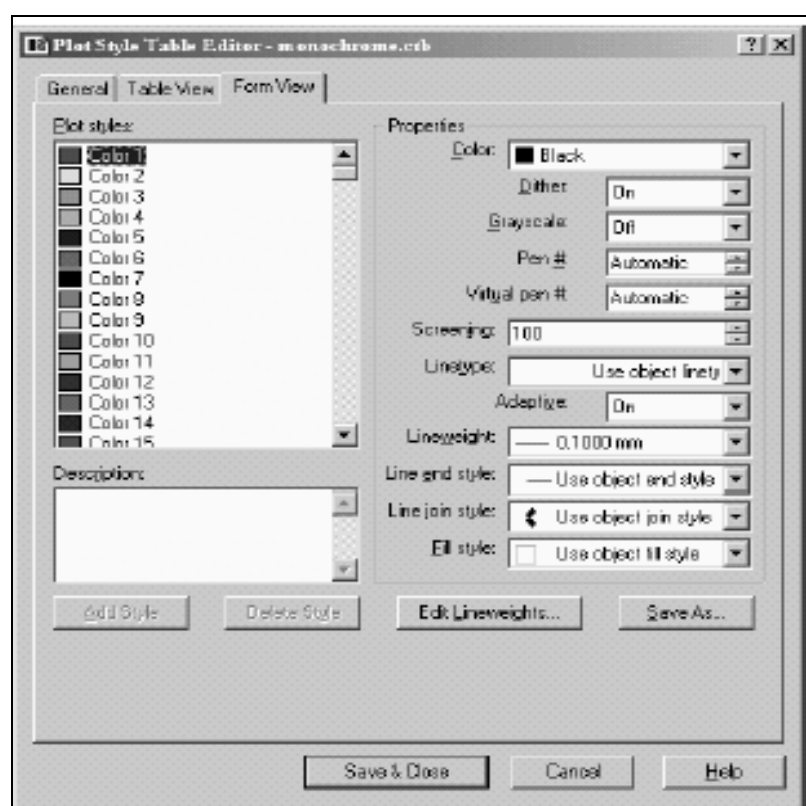 Plot Style Table Editor - monochrome.ctb
General
Table View
Form View
Plot styles:
Color 1
Color 2
Color 3
Color 4
Color 5
Color 6
Color 7
Color 8
Color 9
Color 10
Color 11
Color 12
Color 13
Color 14
Color 15
Description:
Add Style
Delete Style
Properties
Color: Black
Dither: On
Grayscale: Off
Pen #: Automatic
Virtual pen #: Automatic
Screening: 100
Linetype: Use object linety
Adaptive: On
Lineweight: 0.1000 mm
Line end style: Use object end style
Line join style: Use object join style
Fill style: Use object fill style
Edit Lineweights...
Save As...
Save & Close
Cancel
Help